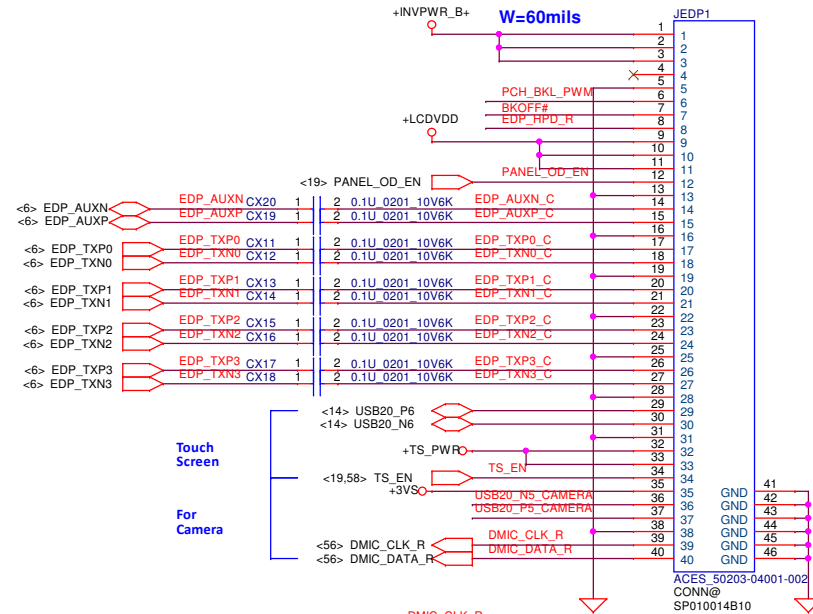 +INVPWR_B+
W=60mils
JEDP1
1 1
2 2
3 3
4 4
5 5
PCH_BKL_PWM 6 6
BKOFF# 7 7
EDP_HPD_R 8 8
+LCDVDD 9 9
10 10
11 11
<19> PANEL_OD_EN PANEL_OD_EN 12 12
13 13
<6> EDP_AUXN EDP_AUXN CX20 1 2 0.1U_0201_10V6K EDP_AUXN_C 14 14
<6> EDP_AUXP EDP_AUXP CX19 1 2 0.1U_0201_10V6K EDP_AUXP_C 15 15
16 16
<6> EDP_TXP0 EDP_TXP0 CX11 1 2 0.1U_0201_10V6K EDP_TXP0_C 17 17
<6> EDP_TXN0 EDP_TXN0 CX12 1 2 0.1U_0201_10V6K EDP_TXN0_C 18 18
19 19
<6> EDP_TXP1 EDP_TXP1 CX13 1 2 0.1U_0201_10V6K EDP_TXP1_C 20 20
<6> EDP_TXN1 EDP_TXN1 CX14 1 2 0.1U_0201_10V6K EDP_TXN1_C 21 21
22 22
<6> EDP_TXP2 EDP_TXP2 CX15 1 2 0.1U_0201_10V6K EDP_TXP2_C 23 23
<6> EDP_TXN2 EDP_TXN2 CX16 1 2 0.1U_0201_10V6K EDP_TXN2_C 24 24
25 25
<6> EDP_TXP3 EDP_TXP3 CX17 1 2 0.1U_0201_10V6K EDP_TXP3_C 26 26
<6> EDP_TXN3 EDP_TXN3 CX18 1 2 0.1U_0201_10V6K EDP_TXN3_C 27 27
28 28
<14> USB20_P6 29 29
<14> USB20_N6 30 30
31 31
Touch
Screen
+TS_PWR 32 32
33 33
<19,58> TS_EN TS_EN 34 34
+3VS 35 35 GND 41
For
Camera
USB20_N5_CAMERA 36 36 GND 42
USB20_P5_CAMERA 37 37 GND 43
38 38 GND 44
<56> DMIC_CLK_R DMIC_CLK_R 39 39 GND 45
<56> DMIC_DATA_R DMIC_DATA_R 40 40 GND 46
ACES_50203-04001-002
CONN@
SP010014B10
DMIC_CLK_R